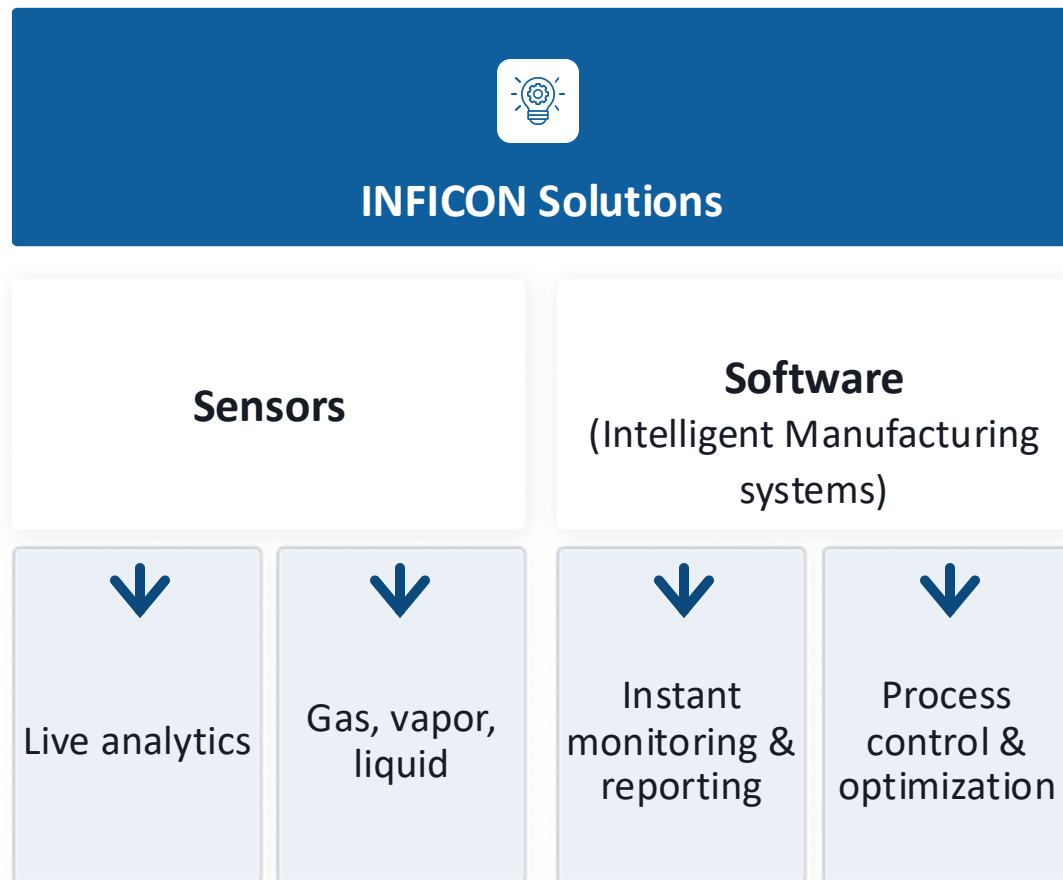 INFICON Solutions
Sensors
Software
(Intelligent Manufacturing
systems)
Live analytics
Gas, vapor,
liquid
Instant
monitoring &
reporting
Process
control &
optimization